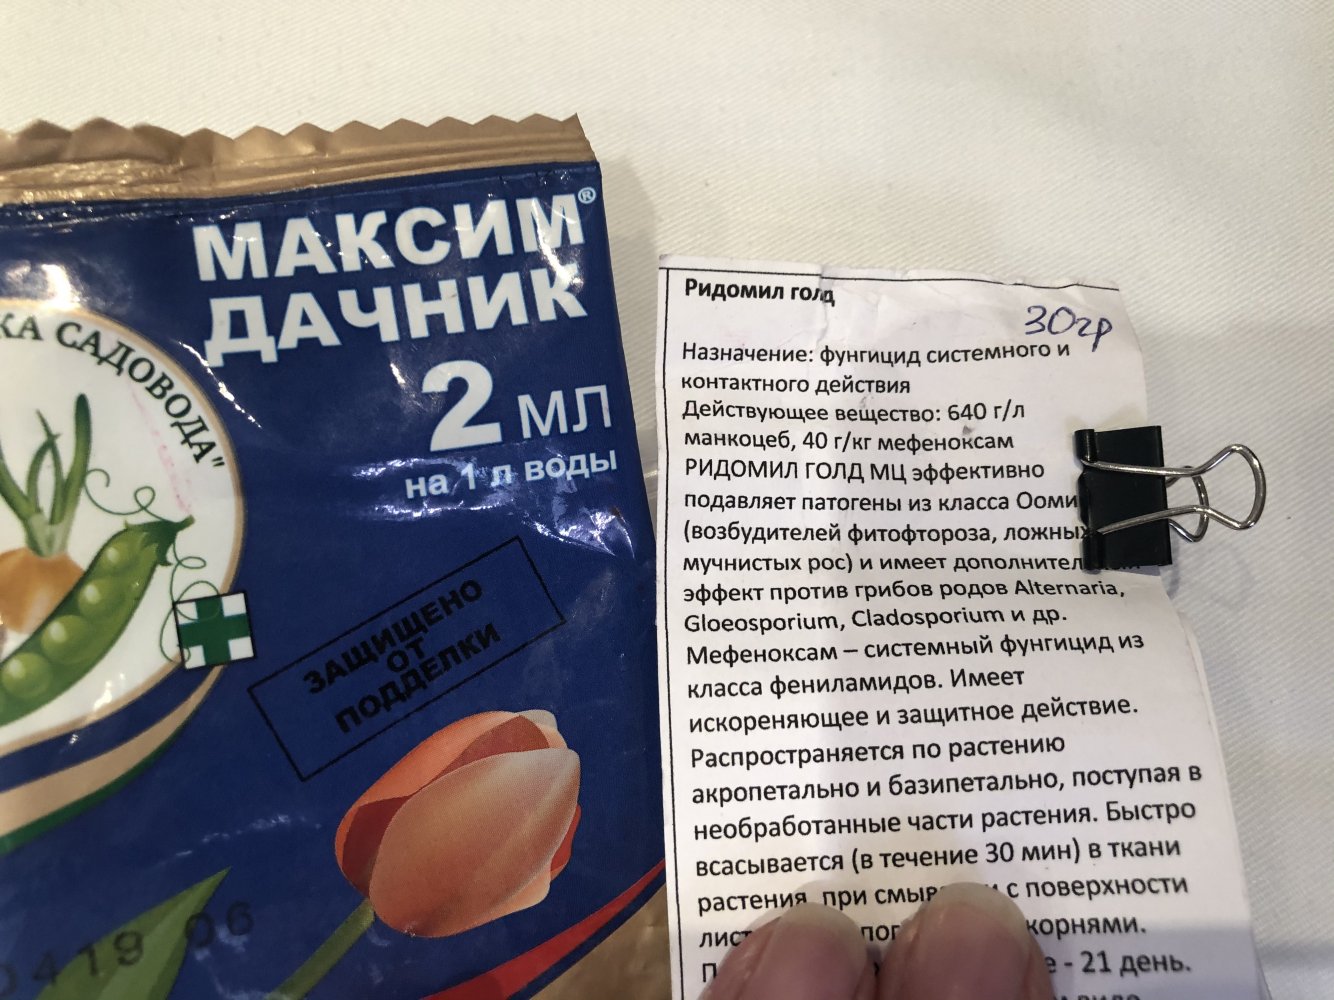 МАКСИМ®
ДАЧНИК
2 МЛ
на 1 л воды
КА САДОВОДА"
ЗАЩИЩЕНО
ОТ
ПОДДЕЛКИ
0419 06
Ридомил голд
30гр
Назначение: фунгицид системного и
контактного действия
Действующее вещество: 640 г/л
манкоцеб, 40 г/кг мефеноксам
РИДОМИЛ ГОЛД МЦ эффективно
подавляет патогены из класса Ооми
(возбудителей фитофтороза, ложных
мучнистых рос) и имеет дополнител
эффект против грибов родов Alternaria,
Gloeosporium, Cladosporium и др.
Мефеноксам – системный фунгицид из
класса фениламидов. Имеет
искореняющее и защитное действие.
Распространяется по растению
акропетально и базипетально, поступая в
необработанные части растения. Быстро
всасывается (в течение 30 мин) в ткани
растения, при смыв с поверхности
лис пог корнями.
П е - 21 день.